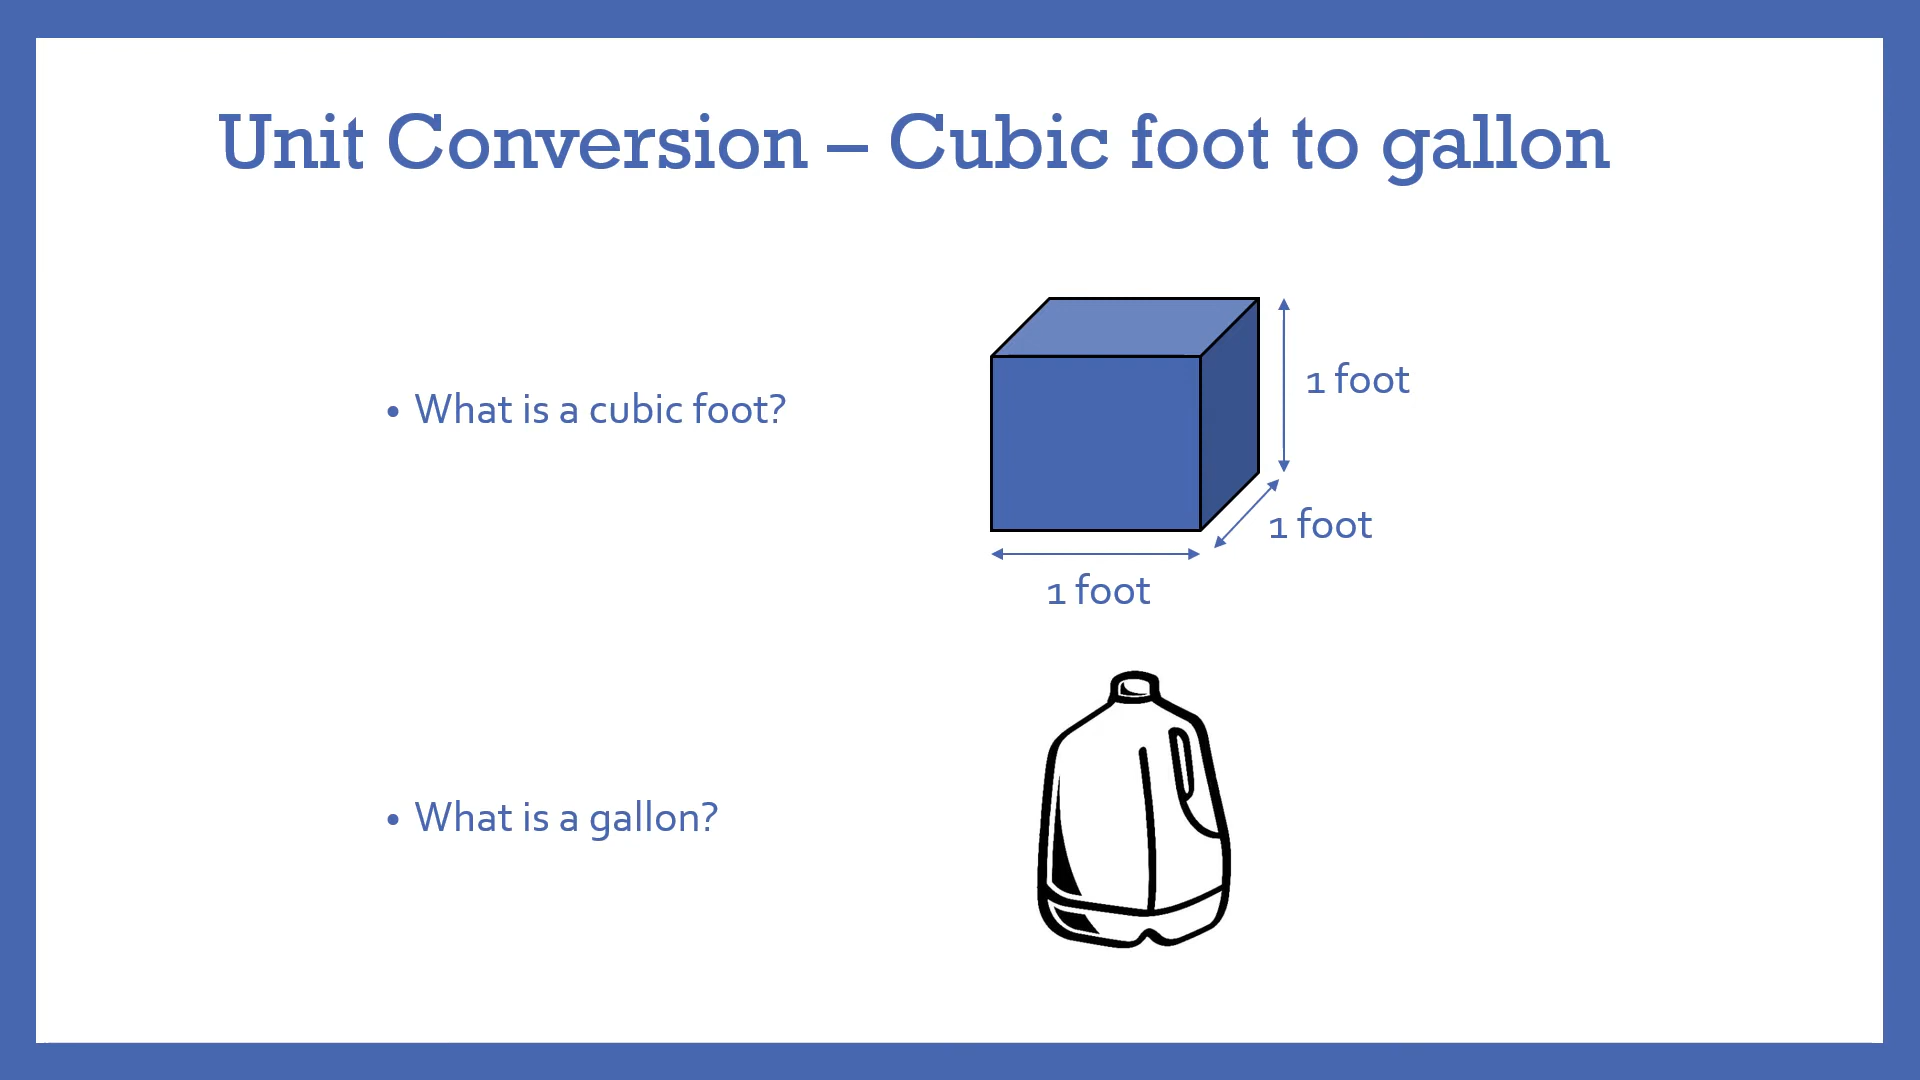 Unit Conversion – Cubic foot to gallon
• What is a cubic foot?
1 foot
1 foot
1 foot
• What is a gallon?